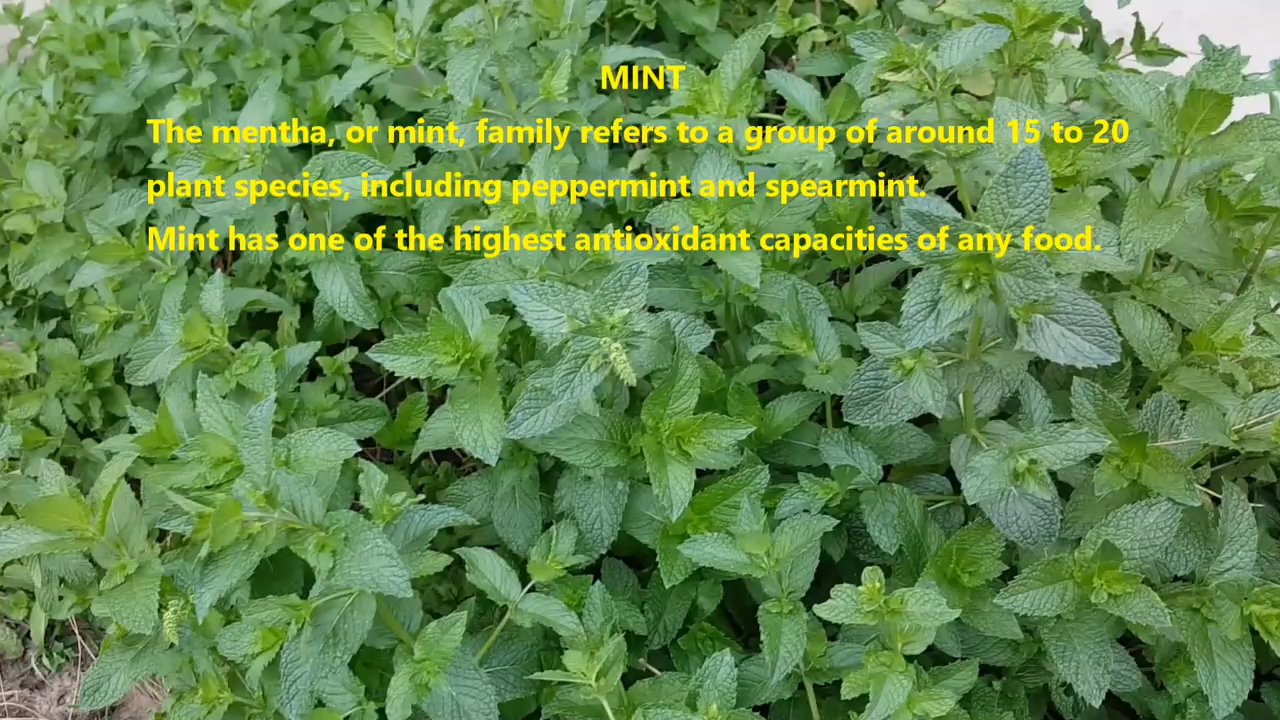 MINT
The mentha, or mint, family refers to a group of around 15 to 20
plant species, including peppermint and spearmint.
Mint has one of the highest antioxidant capacities of any food.